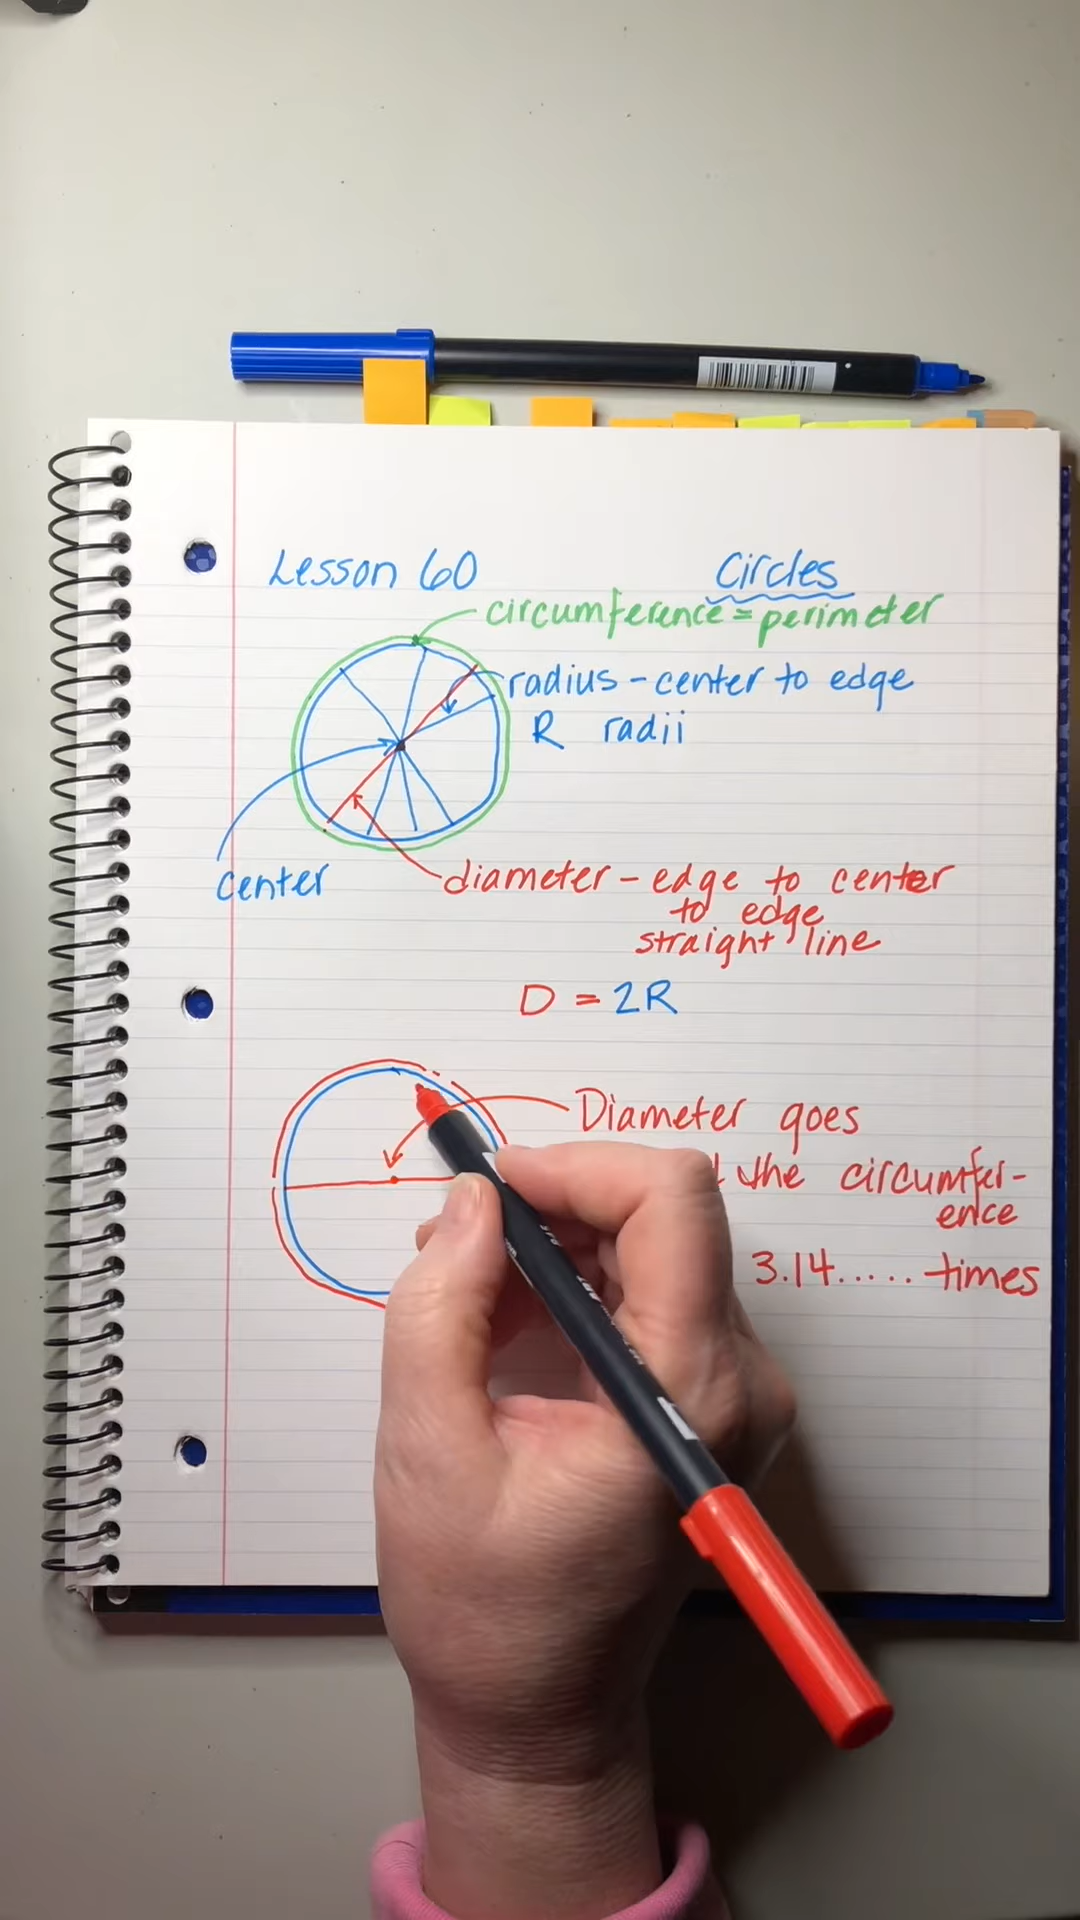 Lesson 60
Circles
circumference = perimeter
radius - center to edge
R radii
center
diameter - edge to center
to edge
straight line
D = 2R
Diameter goes
the circumfer-
ence
3.14..... times